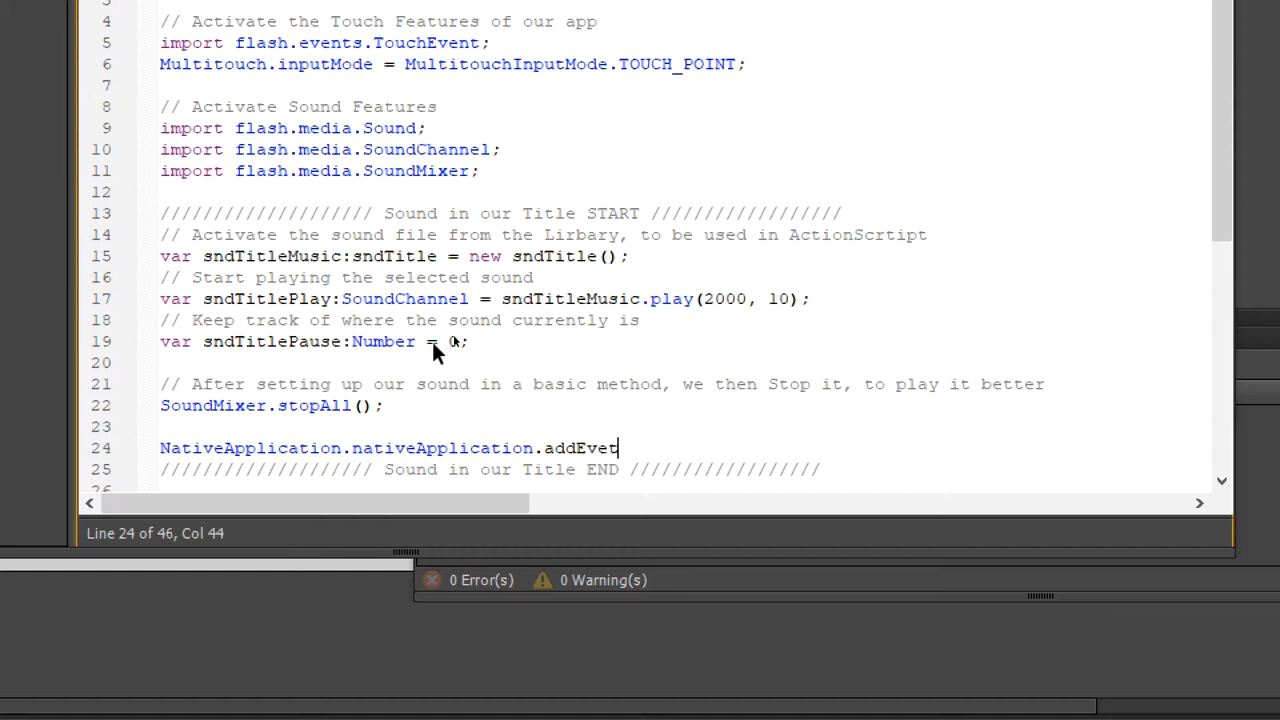 4 // Activate the Touch Features of our app
5 import flash.events.TouchEvent;
6 Multitouch.inputMode = MultitouchInputMode.TOUCH_POINT;
7
8 // Activate Sound Features
9 import flash.media.Sound;
10 import flash.media.SoundChannel;
11 import flash.media.SoundMixer;
12
13 //////////////////// Sound in our Title START //////////////////
14 // Activate the sound file from the Lirbary, to be used in ActionScrtipt
15 var sndTitleMusic:sndTitle = new sndTitle();
16 // Start playing the selected sound
17 var sndTitlePlay:SoundChannel = sndTitleMusic.play(2000, 10);
18 // Keep track of where the sound currently is
19 var sndTitlePause:Number = 0;
20
21 // After setting up our sound in a basic method, we then Stop it, to play it better
22 SoundMixer.stopAll();
23
24 NativeApplication.nativeApplication.addEvet
25 //////////////////// Sound in our Title END //////////////////
Line 24 of 46, Col 44
0 Error(s) 0 Warning(s)